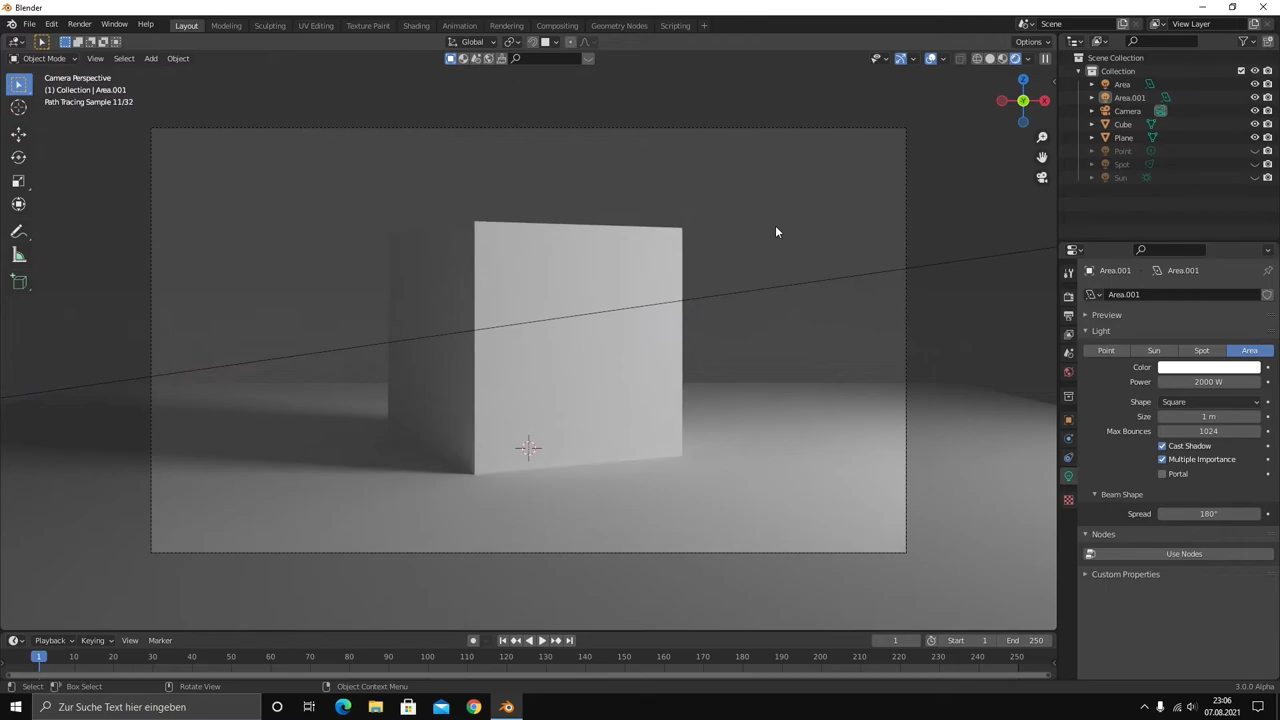 Blender
File Edit Render Window Help Layout Modeling Sculpting UV Editing Texture Paint Shading Animation Rendering Compositing Geometry Nodes Scripting + Scene View Layer
Global Options
Object Mode View Select Add Object
Camera Perspective
(1) Collection | Area.001
Path Tracing Sample 11/32
Z
Y
X
Scene Collection
Collection
Area
Area.001
Camera
Cube
Plane
Point
Spot
Sun
Area.001 Area.001
Area.001
Preview
Light
Point Sun Spot Area
Color
Power 2000 W
Shape Square
Size 1 m
Max Bounces 1024
Cast Shadow
Multiple Importance
Portal
Beam Shape
Spread 180°
Nodes
Use Nodes
Custom Properties
Playback Keying View Marker 1 Start 1 End 250
1 10 20 30 40 50 60 70 80 90 100 110 120 130 140 150 160 170 180 190 200 210 220 230 240 250
Select Box Select Rotate View Object Context Menu 3.0.0 Alpha
Zur Suche Text hier eingeben
23:06
07.08.2021